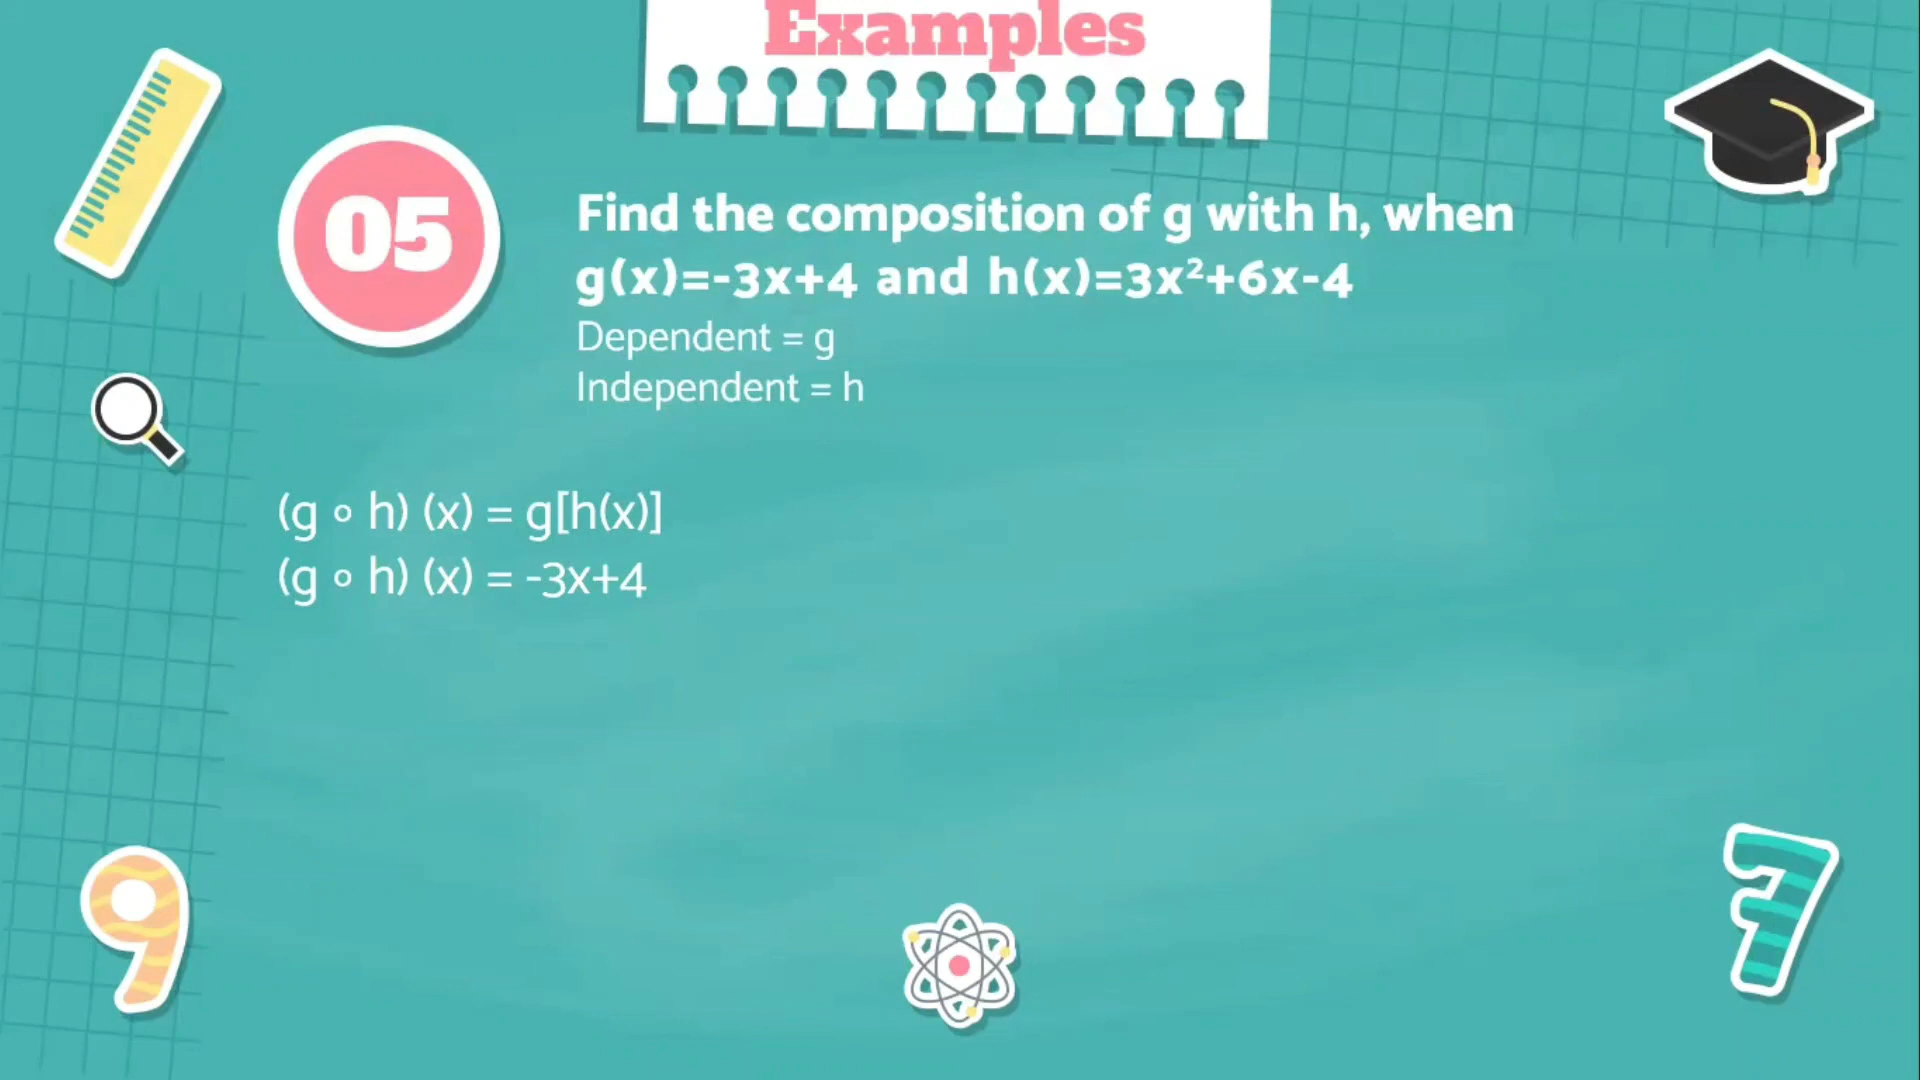 Examples
05
Find the composition of g with h, when
g(x)=-3x+4 and h(x)=3x²+6x-4
Dependent = g
Independent = h
(g ∘ h) (x) = g[h(x)]
(g ∘ h) (x) = -3x+4
9
7